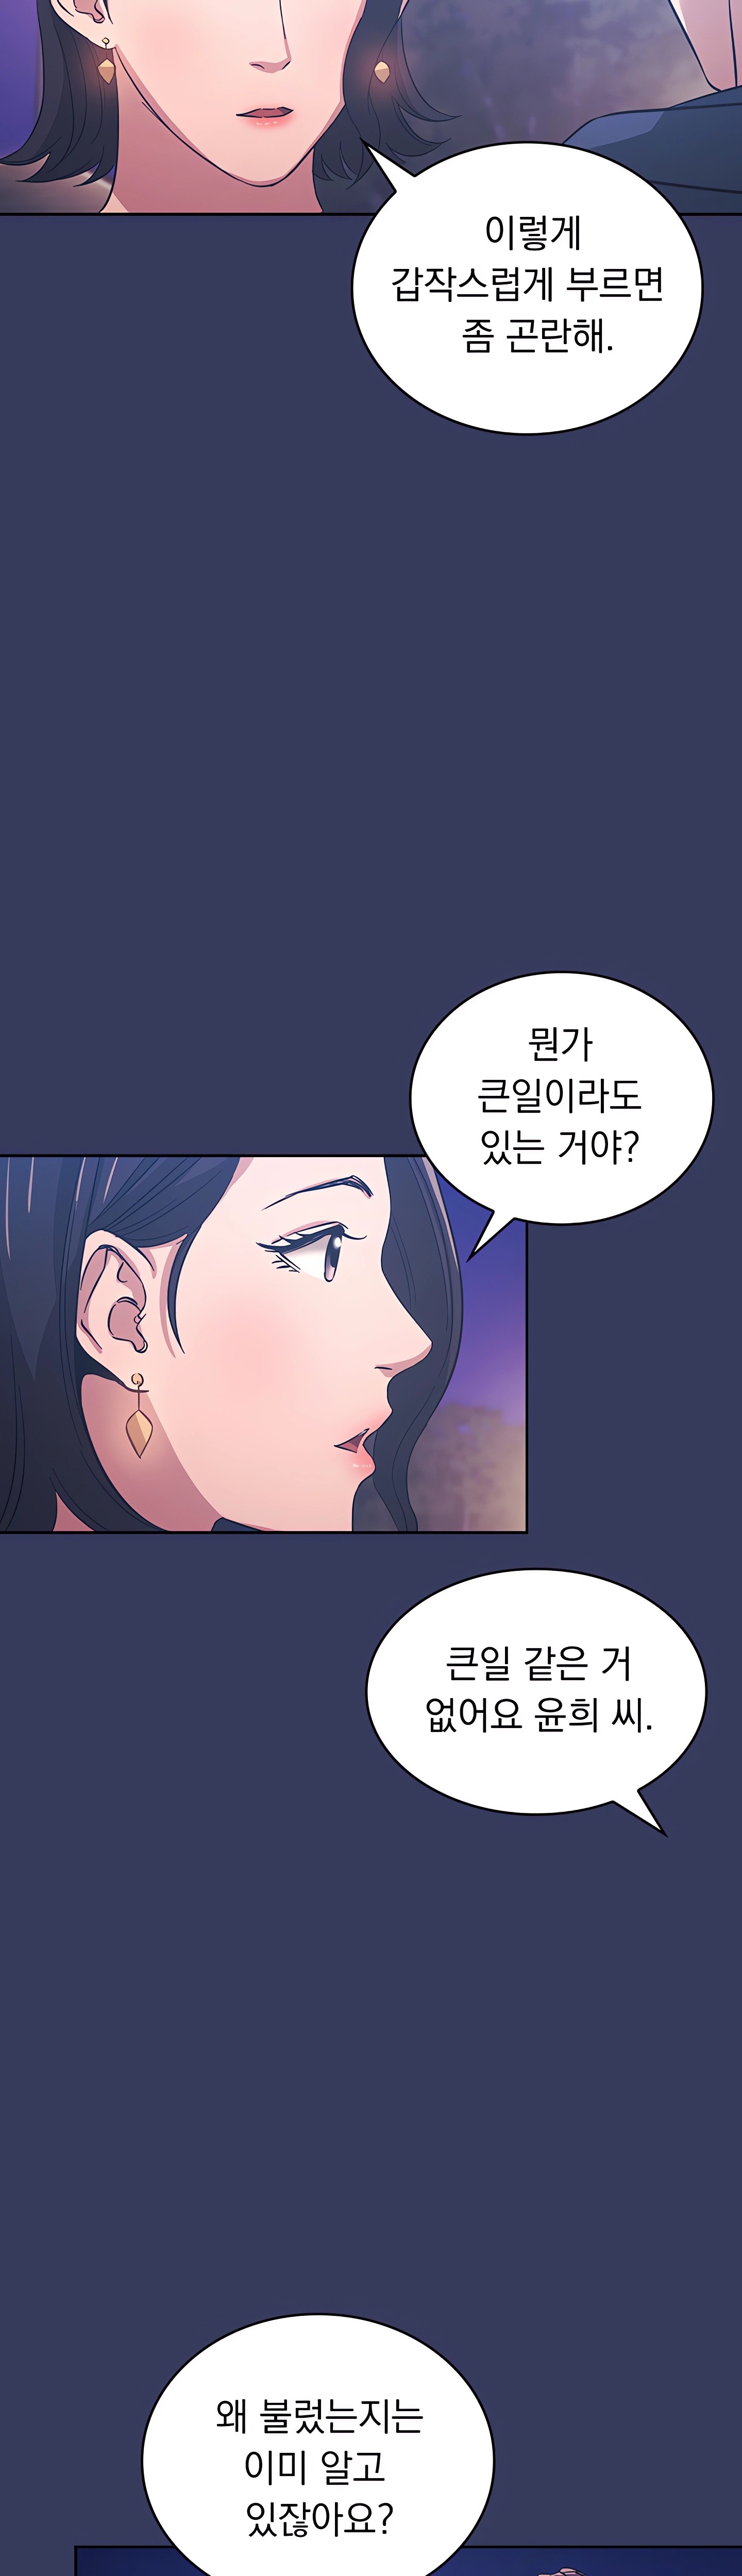 이렇게
갑작스럽게 부르면
좀 곤란해.
뭔가
큰일이라도
있는 거야?
큰일 같은 거
없어요 윤희 씨.
왜 불렀는지는
이미 알고
있잖아요?